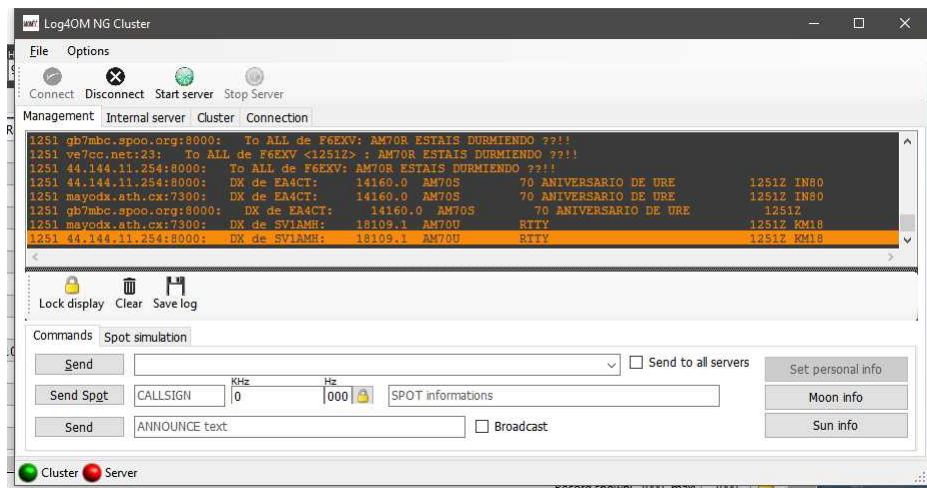 Log4OM NG Cluster
File Options
Connect Disconnect Start server Stop Server
Management Internal server Cluster Connection
1251 gb7mbc.spoo.org:8000: To ALL de F6EXV: AM70R ESTAIS DURMIENDO ??!!
1251 ve7cc.net:23: To ALL de F6EXV <1251Z> : AM70R ESTAIS DURMIENDO ??!!
1251 44.144.11.254:8000: To ALL de F6EXV: AM70R ESTAIS DURMIENDO ??!!
1251 44.144.11.254:8000: DX de EA4CT: 14160.0 AM70S 70 ANIVERSARIO DE URE 1251Z IN80
1251 mayodx.ath.cx:7300: DX de EA4CT: 14160.0 AM70S 70 ANIVERSARIO DE URE 1251Z IN80
1251 gb7mbc.spoo.org:8000: DX de EA4CT: 14160.0 AM70S 70 ANIVERSARIO DE URE 1251Z
1251 mayodx.ath.cx:7300: DX de SV1AMH: 18109.1 AM70U RTTY 1251Z KM18
1251 44.144.11.254:8000: DX de SV1AMH: 18109.1 AM70U RTTY 1251Z KM18
Lock display Clear Save log
Commands Spot simulation
Send Send to all servers Set personal info
KHz Hz
Send Spot CALLSIGN 0 000 SPOT informations Moon info
Send ANNOUNCE text Broadcast Sun info
Cluster Server